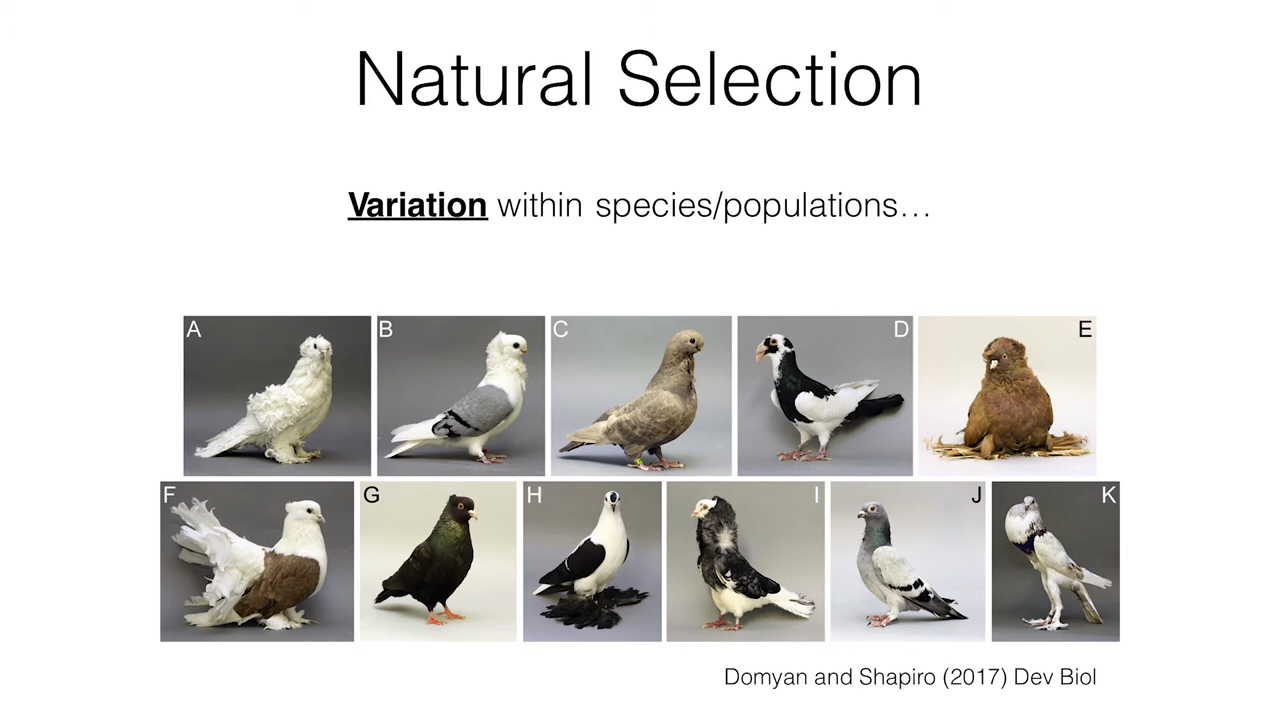 Natural Selection
Variation within species/populations…
A B C D E
F G H I J K
Domyan and Shapiro (2017) Dev Biol